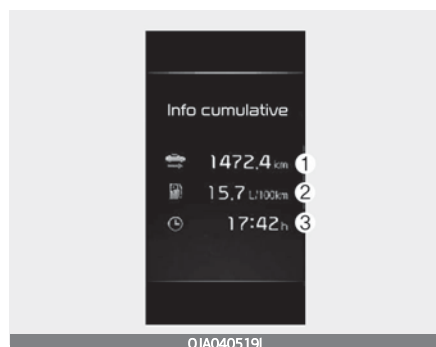 Info cumulative
1472.4 km 1
15.7 L/100km 2
17:42 h 3
OJA040519L